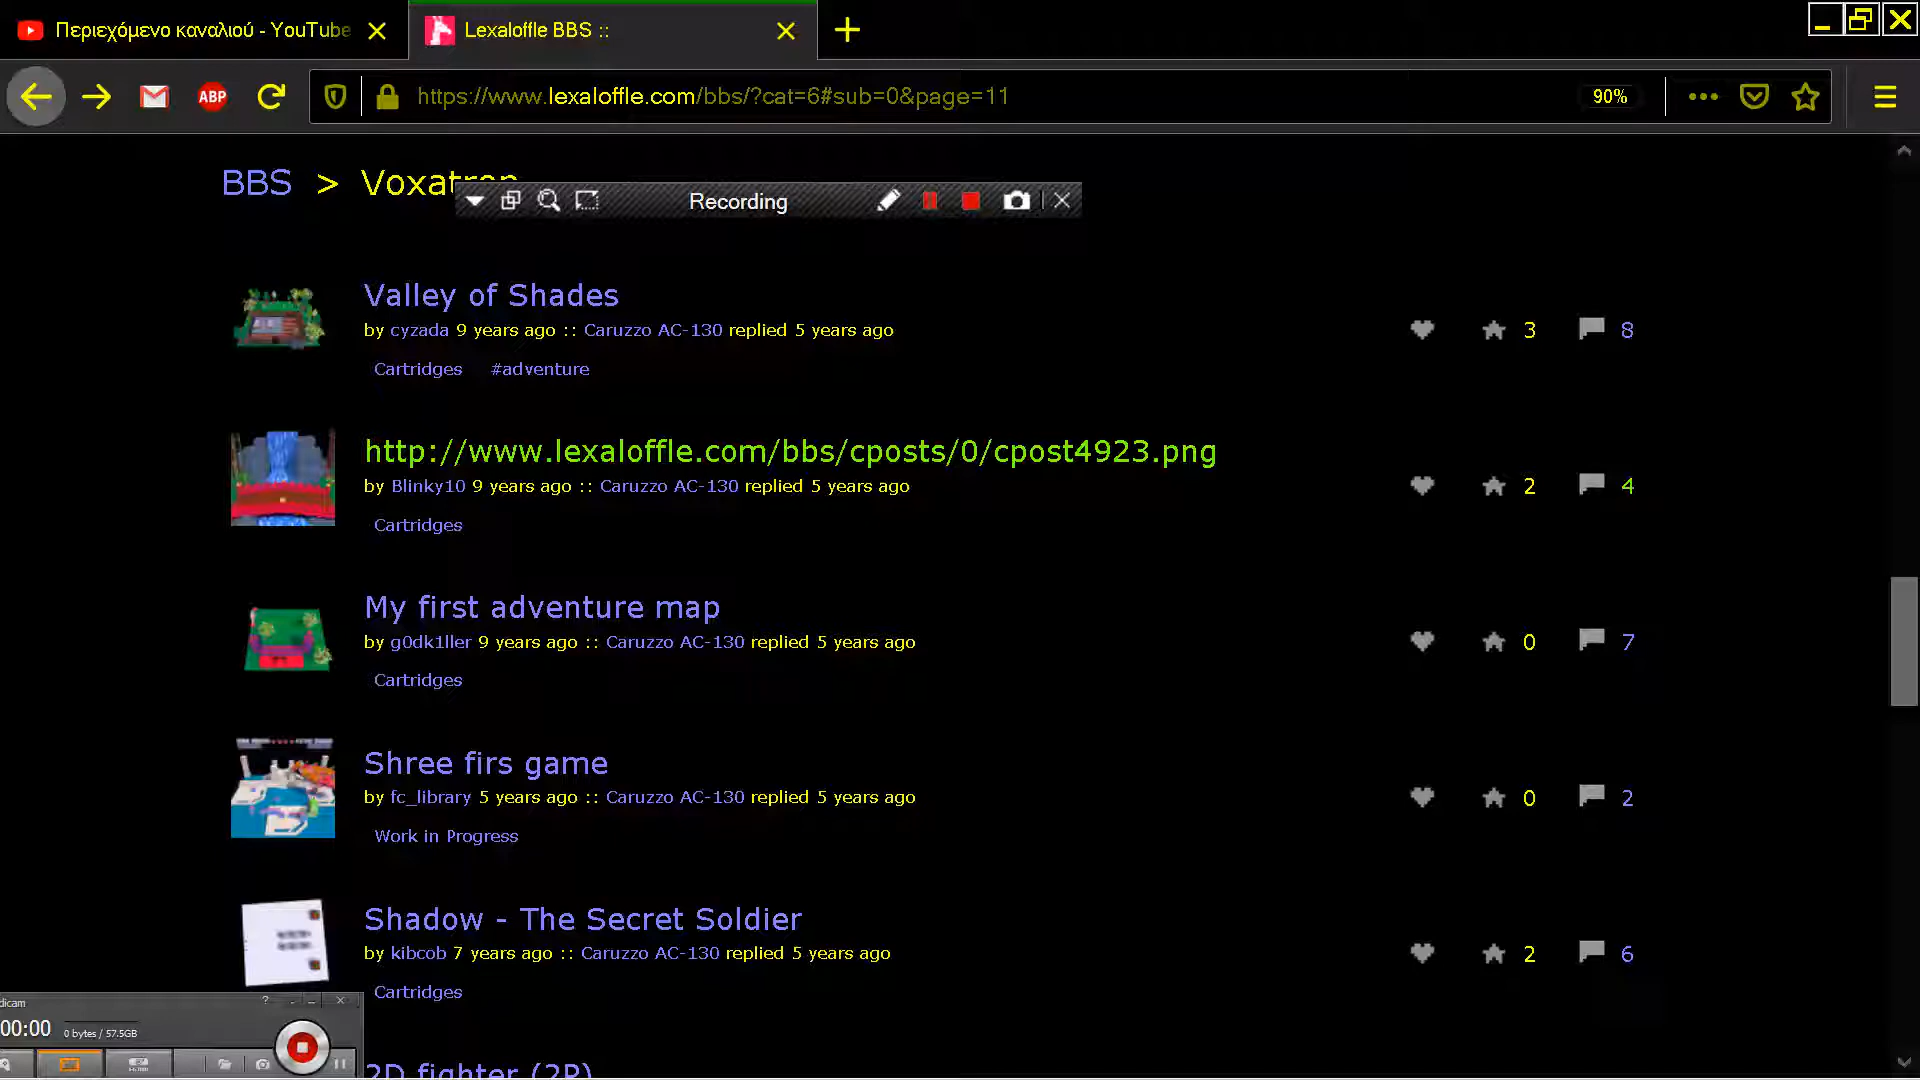 Περιεχόμενο καναλιού - YouTube
Lexaloffle BBS ::
ABP
https://www.lexaloffle.com/bbs/?cat=6#sub=0&page=11
90%
BBS > Voxatron
Recording
Valley of Shades
by cyzada 9 years ago :: Caruzzo AC-130 replied 5 years ago
3
8
Cartridges #adventure
http://www.lexaloffle.com/bbs/cposts/0/cpost4923.png
by Blinky10 9 years ago :: Caruzzo AC-130 replied 5 years ago
2
4
Cartridges
My first adventure map
by g0dk1ller 9 years ago :: Caruzzo AC-130 replied 5 years ago
0
7
Cartridges
Shree firs game
by fc_library 5 years ago :: Caruzzo AC-130 replied 5 years ago
0
2
Work in Progress
Shadow - The Secret Soldier
by kibcob 7 years ago :: Caruzzo AC-130 replied 5 years ago
2
6
Cartridges
dicam
00:00
0 bytes / 57.5GB
2D fighter (2P)